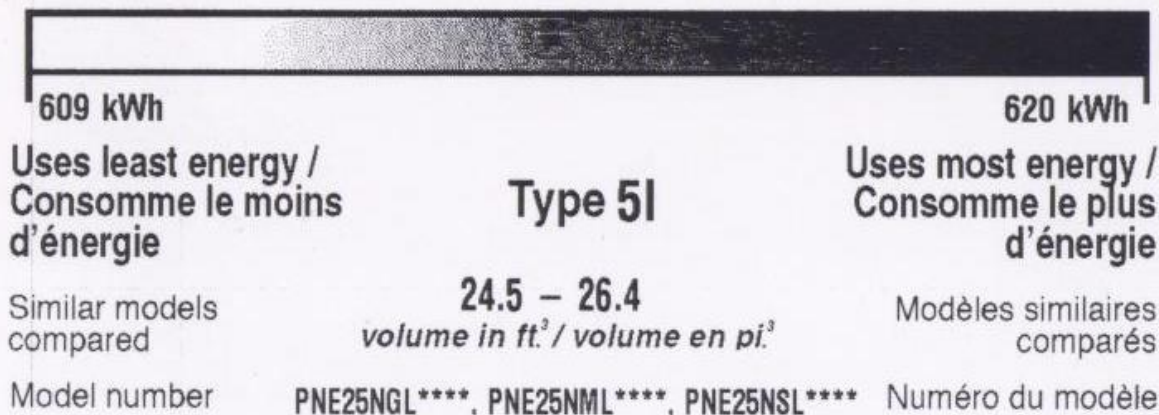 609 kWh 620 kWh
Uses least energy / Uses most energy /
Consomme le moins Type 5I Consomme le plus
d'énergie d'énergie
Similar models 24.5 – 26.4 Modèles similaires
compared volume in ft.³ / volume en pi.³ comparés
Model number PNE25NGL****, PNE25NML****, PNE25NSL**** Numéro du modèle